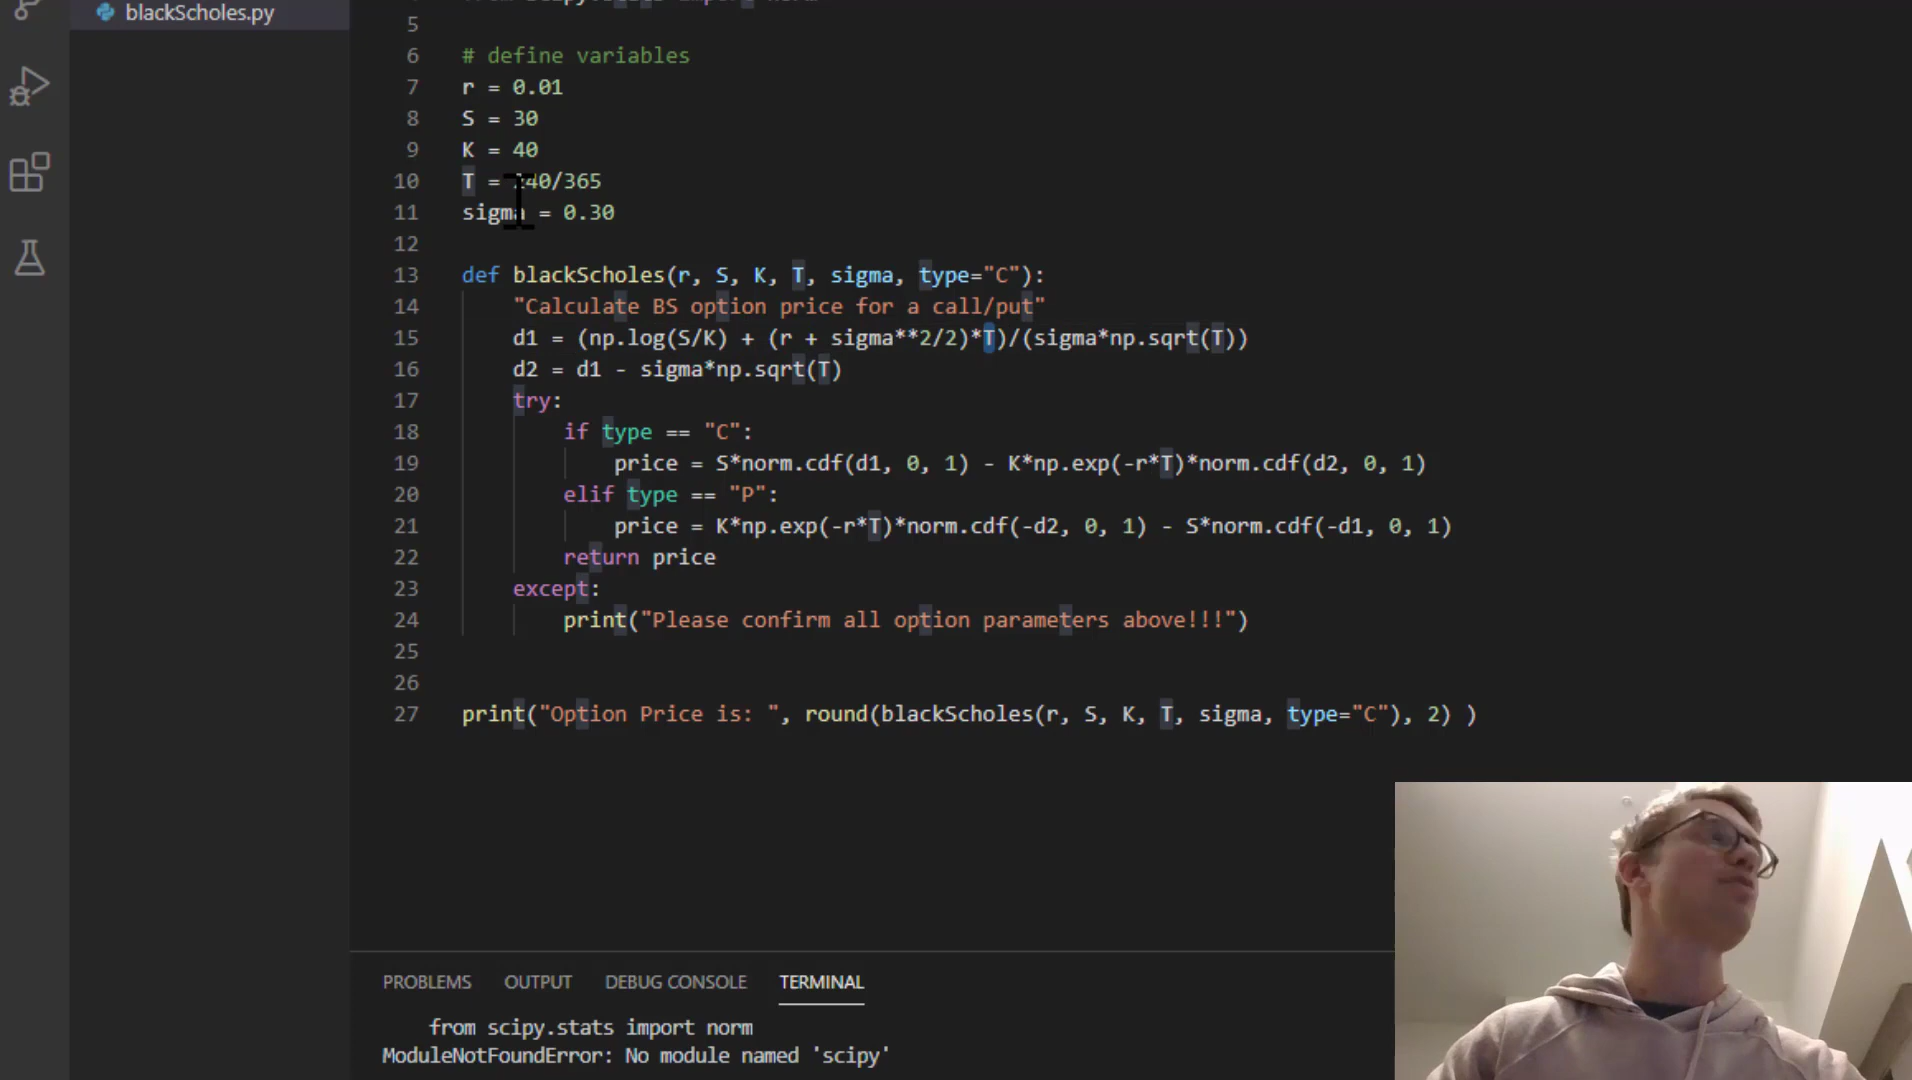 blackScholes.py
5
6 # define variables
7 r = 0.01
8 S = 30
9 K = 40
10 T = 240/365
11 sigma = 0.30
12
13 def blackScholes(r, S, K, T, sigma, type="C"):
14 "Calculate BS option price for a call/put"
15 d1 = (np.log(S/K) + (r + sigma**2/2)*T)/(sigma*np.sqrt(T))
16 d2 = d1 - sigma*np.sqrt(T)
17 try:
18 if type == "C":
19 price = S*norm.cdf(d1, 0, 1) - K*np.exp(-r*T)*norm.cdf(d2, 0, 1)
20 elif type == "P":
21 price = K*np.exp(-r*T)*norm.cdf(-d2, 0, 1) - S*norm.cdf(-d1, 0, 1)
22 return price
23 except:
24 print("Please confirm all option parameters above!!!")
25
26
27 print("Option Price is: ", round(blackScholes(r, S, K, T, sigma, type="C"), 2) )
PROBLEMS OUTPUT DEBUG CONSOLE TERMINAL
from scipy.stats import norm
ModuleNotFoundError: No module named 'scipy'